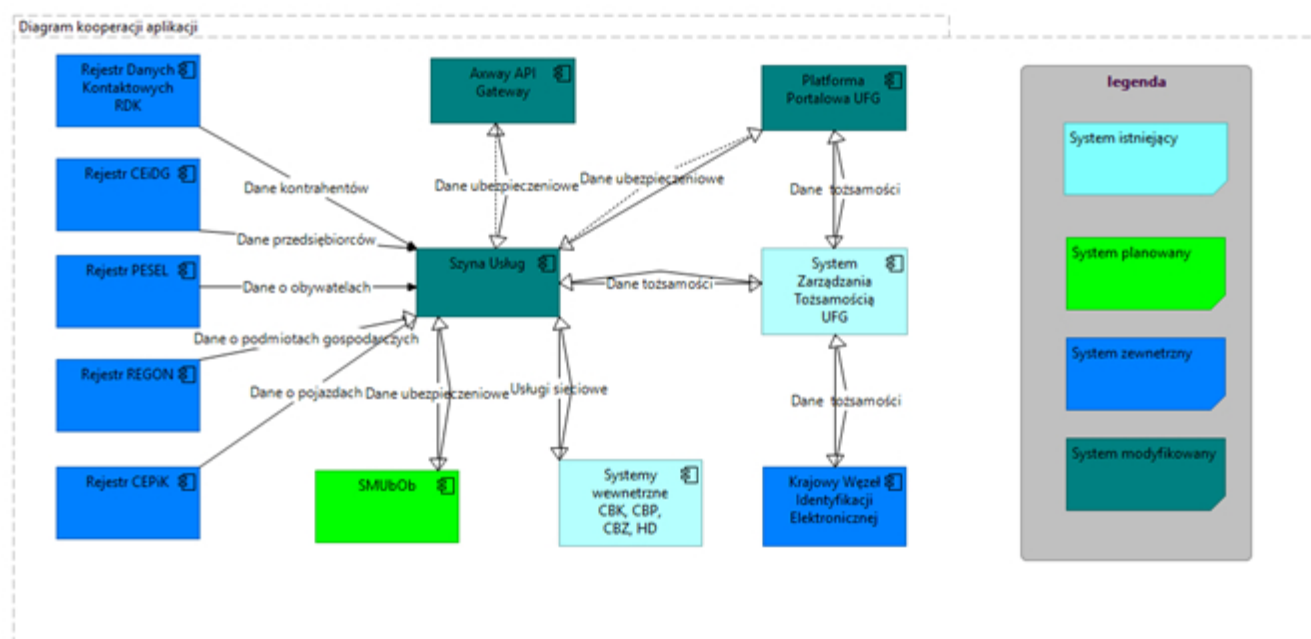 Diagram kooperacji aplikacji
Rejestr Danych
Kontaktowych
RDK
Axway API
Gateway
Platforma
Portalowa UFG
legenda
System istniejący
Rejestr CEiDG
Dane kontrahentów
Dane ubezpieczeniowe
Dane ubezpieczeniowe
Dane tożsamości
Dane przedsiębiorców
Rejestr PESEL
Szyna Usług
System
Zarządzania
Tożsamością
UFG
System planowany
Dane o obywatelach
Dane tożsamości
Dane o podmiotach gospodarczych
Rejestr REGON
System zewnetrzny
Dane o pojazdach
Dane ubezpieczeniowe
Usługi sieciowe
Dane tożsamości
Rejestr CEPiK
SMUbOb
Systemy
wewnetrzne
CBK, CBP,
CBZ, HD
Krajowy Węzeł
Identyfikacji
Elektronicznej
System modyfikowany